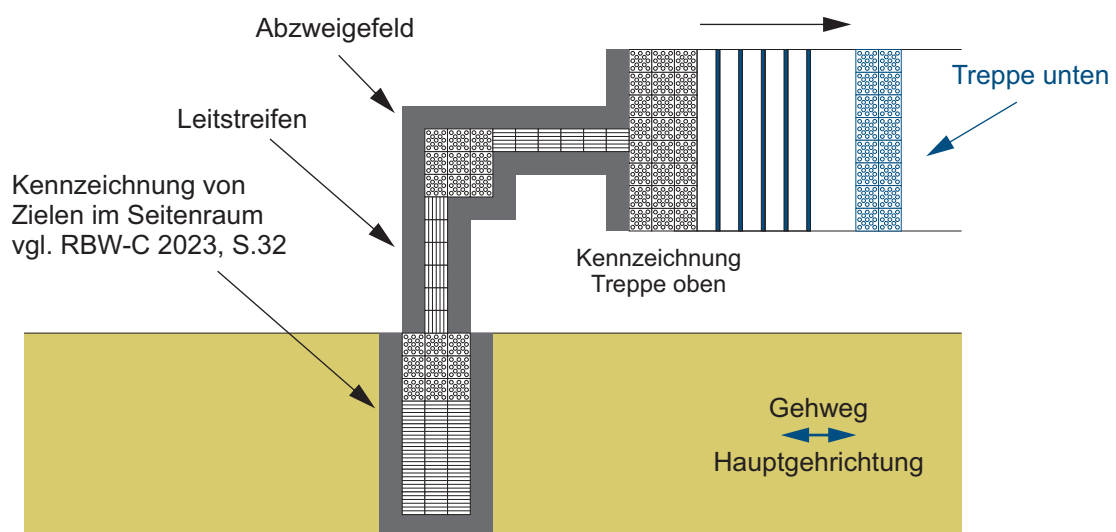 Abzweigefeld
Treppe unten
Leitstreifen
Kennzeichnung von
Zielen im Seitenraum
vgl. RBW-C 2023, S.32
Kennzeichnung
Treppe oben
Gehweg
Hauptgehrichtung